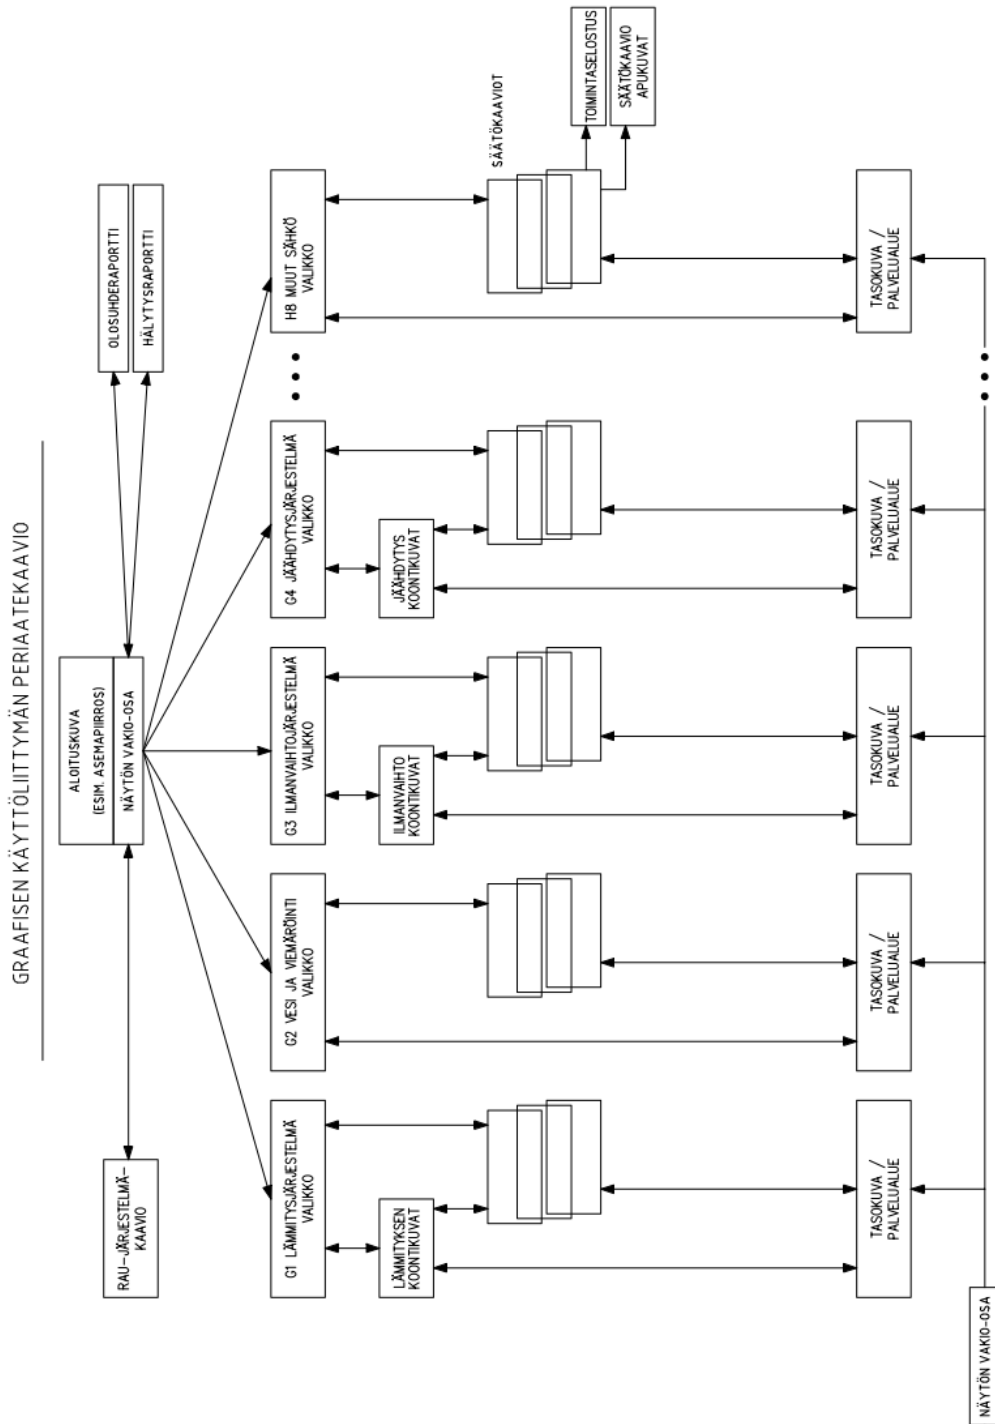 GRAAFISEN KÄYTTÖLIITTYMÄN PERIAATEKAAVIO
ALOITUSKUVA
(ESIM. ASEMAPIIRROS)
NÄYTÖN VAKIO-OSA
RAU-JÄRJESTELMÄ-
KAAVIO
OLOSUHDERAPORTTI
HÄLYTYSRAPORTTI
G1 LÄMMITYSJÄRJESTELMÄ
VALIKKO
G2 VESI JA VIEMÄRÖINTI
VALIKKO
G3 ILMANVAIHTOJÄRJESTELMÄ
VALIKKO
G4 JÄÄHDYTYSJÄRJESTELMÄ
VALIKKO
H8 MUUT SÄHKÖ
VALIKKO
LÄMMITYKSEN
KOONTIKUVAT
ILMANVAIHTO
KOONTIKUVAT
JÄÄHDYTYS
KOONTIKUVAT
SÄÄTÖKAAVIOT
TOIMINTASELOSTUS
SÄÄTÖKAAVIO
APUKUVAT
TASOKUVA /
PALVELUALUE
TASOKUVA /
PALVELUALUE
TASOKUVA /
PALVELUALUE
TASOKUVA /
PALVELUALUE
TASOKUVA /
PALVELUALUE
NÄYTÖN VAKIO-OSA